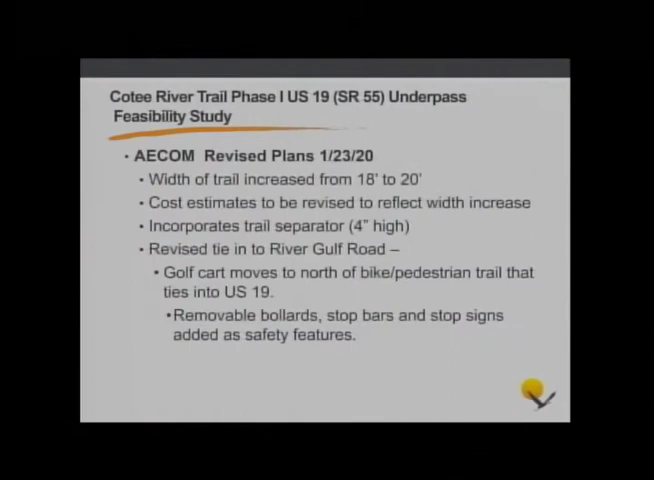 Cotee River Trail Phase I US 19 (SR 55) Underpass
Feasibility Study
• AECOM Revised Plans 1/23/20
• Width of trail increased from 18' to 20'
• Cost estimates to be revised to reflect width increase
• Incorporates trail separator (4" high)
• Revised tie in to River Gulf Road –
• Golf cart moves to north of bike/pedestrian trail that
ties into US 19.
•Removable bollards, stop bars and stop signs
added as safety features.